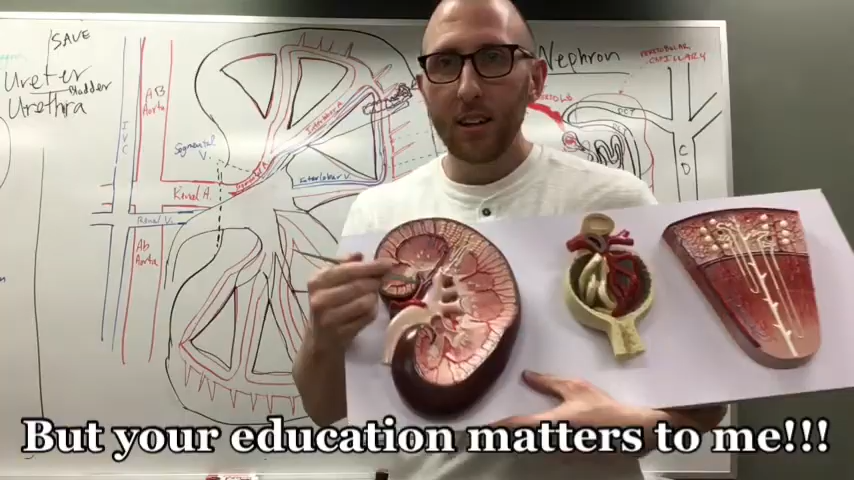 SAVE
Ureter
Bladder
Urethra
IVC
AB
Aorta
Segmental
V.
Renal A.
Renal V.
Ab
Aorta
Interlobar A.
Interlobar V.
Nephron
PERITUBULAR
CAPILLARY
PCT
CD
But your education matters to me!!!